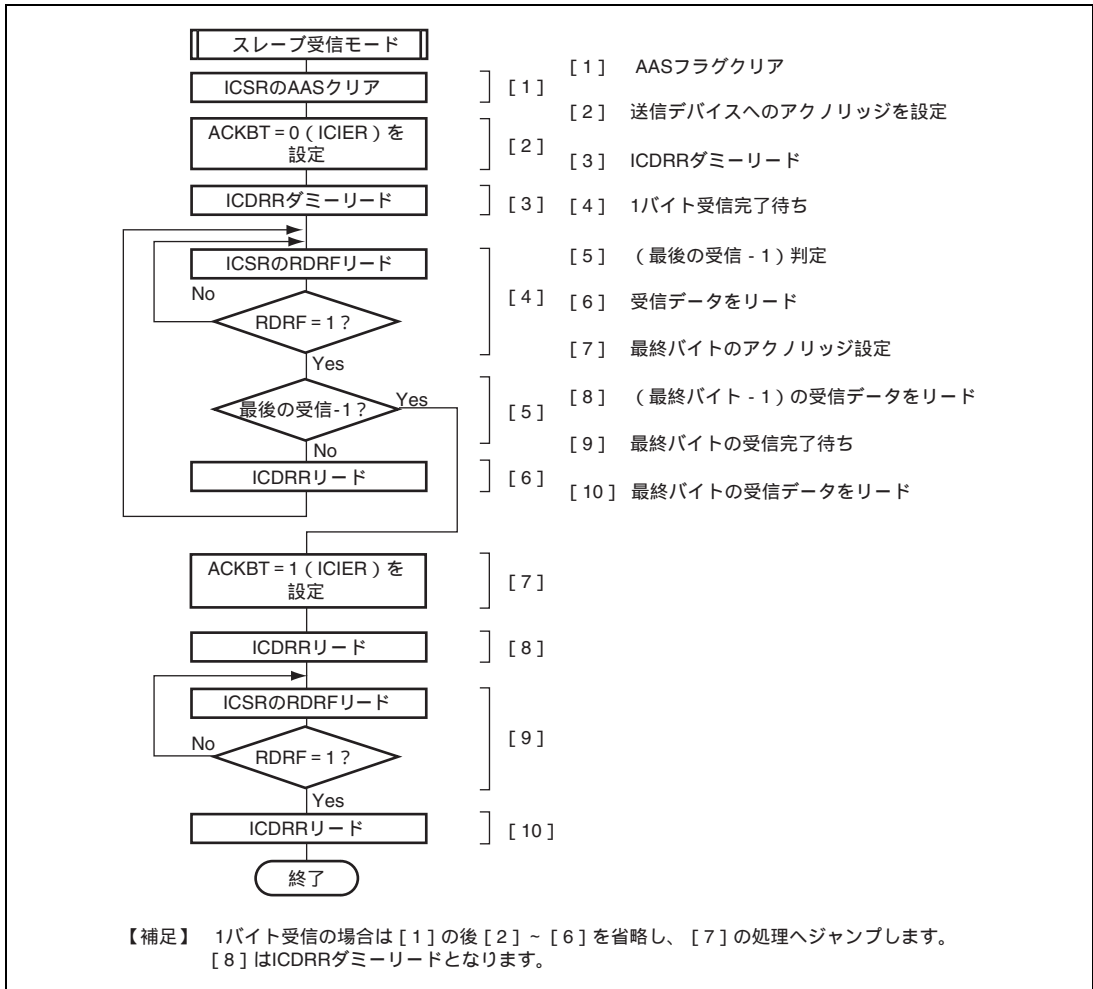 スレーブ受信モード
ICSRのAASクリア
[ 1 ]
ACKBT = 0 ( ICIER ) を
設定
[ 2 ]
ICDRRダミーリード
[ 3 ]
ICSRのRDRFリード
No
RDRF = 1 ?
[ 4 ]
Yes
最後の受信-1 ?
Yes
[ 5 ]
No
ICDRRリード
[ 6 ]
ACKBT = 1 ( ICIER ) を
設定
[ 7 ]
ICDRRリード
[ 8 ]
ICSRのRDRFリード
No
RDRF = 1 ?
[ 9 ]
Yes
ICDRRリード
[ 10 ]
終了
[ 1 ] AASフラグクリア
[ 2 ] 送信デバイスへのアクノリッジを設定
[ 3 ] ICDRRダミーリード
[ 4 ] 1バイト受信完了待ち
[ 5 ] （最後の受信 - 1）判定
[ 6 ] 受信データをリード
[ 7 ] 最終バイトのアクノリッジ設定
[ 8 ] （最終バイト - 1）の受信データをリード
[ 9 ] 最終バイトの受信完了待ち
[ 10 ] 最終バイトの受信データをリード
【補足】 1バイト受信の場合は [ 1 ] の後 [ 2 ] ~ [ 6 ] を省略し、 [ 7 ] の処理へジャンプします。
[ 8 ] はICDRRダミーリードとなります。